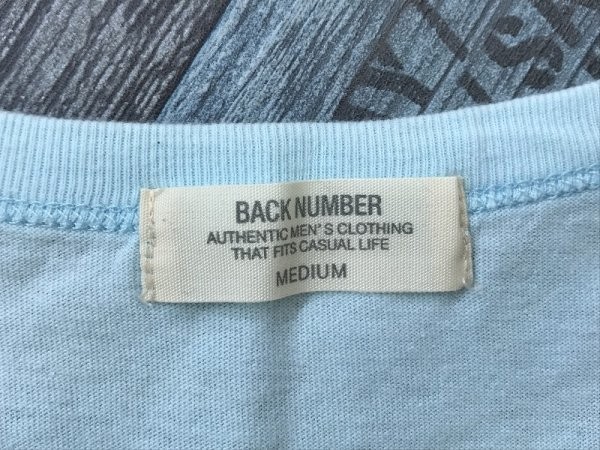 BACK NUMBER
AUTHENTIC MEN'S CLOTHING
THAT FITS CASUAL LIFE
MEDIUM